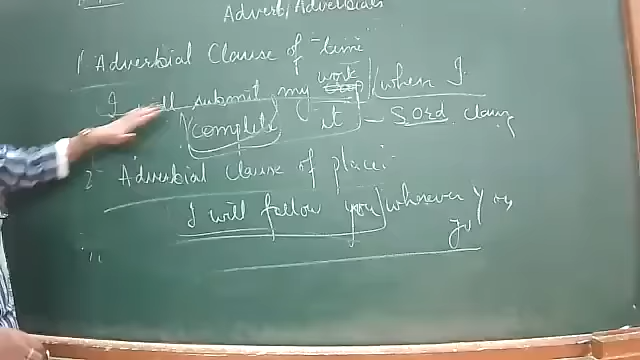 Adverb/Adverbials
1 Adverbial Clause of time
I will submit my work when I
complete it - Sord clause
2 Adverbial Clause of place:-
I will follow you wherever you
go